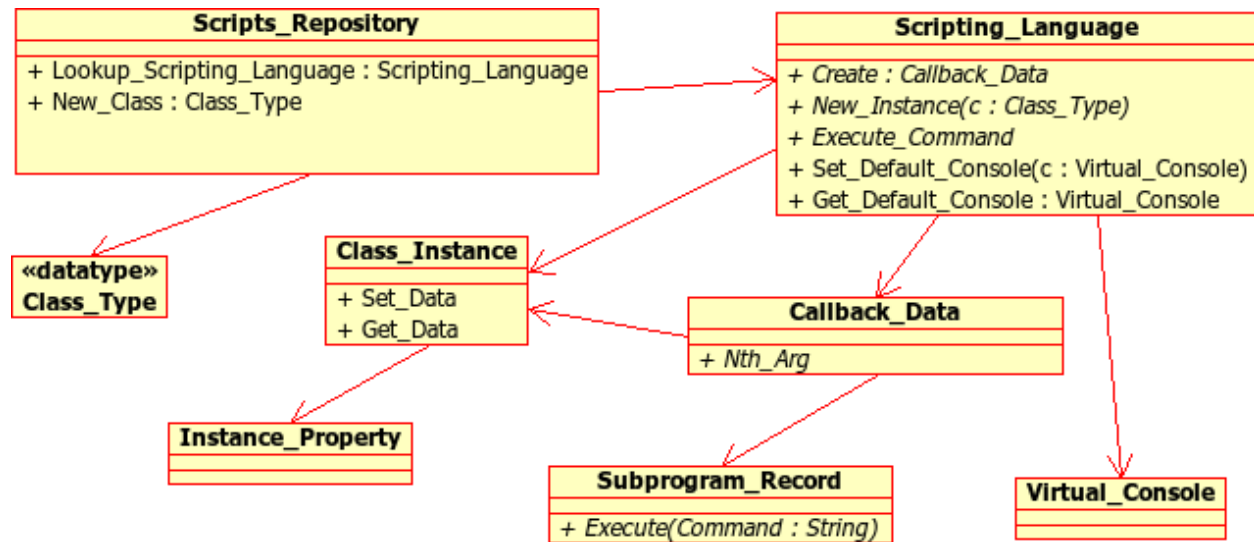 Scripts_Repository
+ Lookup_Scripting_Language : Scripting_Language
+ New_Class : Class_Type
Scripting_Language
+ Create : Callback_Data
+ New_Instance(c : Class_Type)
+ Execute_Command
+ Set_Default_Console(c : Virtual_Console)
+ Get_Default_Console : Virtual_Console
«datatype»
Class_Type
Class_Instance
+ Set_Data
+ Get_Data
Callback_Data
+ Nth_Arg
Instance_Property
Subprogram_Record
+ Execute(Command : String)
Virtual_Console